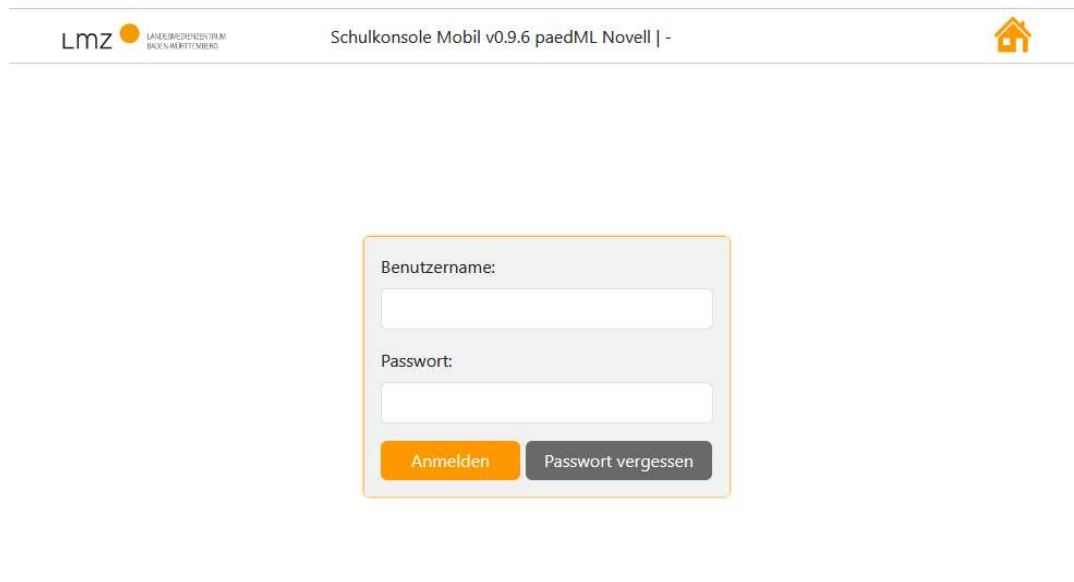 Lmz LANDESMEDIENZENTRUM
BADEN-WÜRTTEMBERG
Schulkonsole Mobil v0.9.6 paedML Novell | -
Benutzername:
Passwort:
Anmelden Passwort vergessen